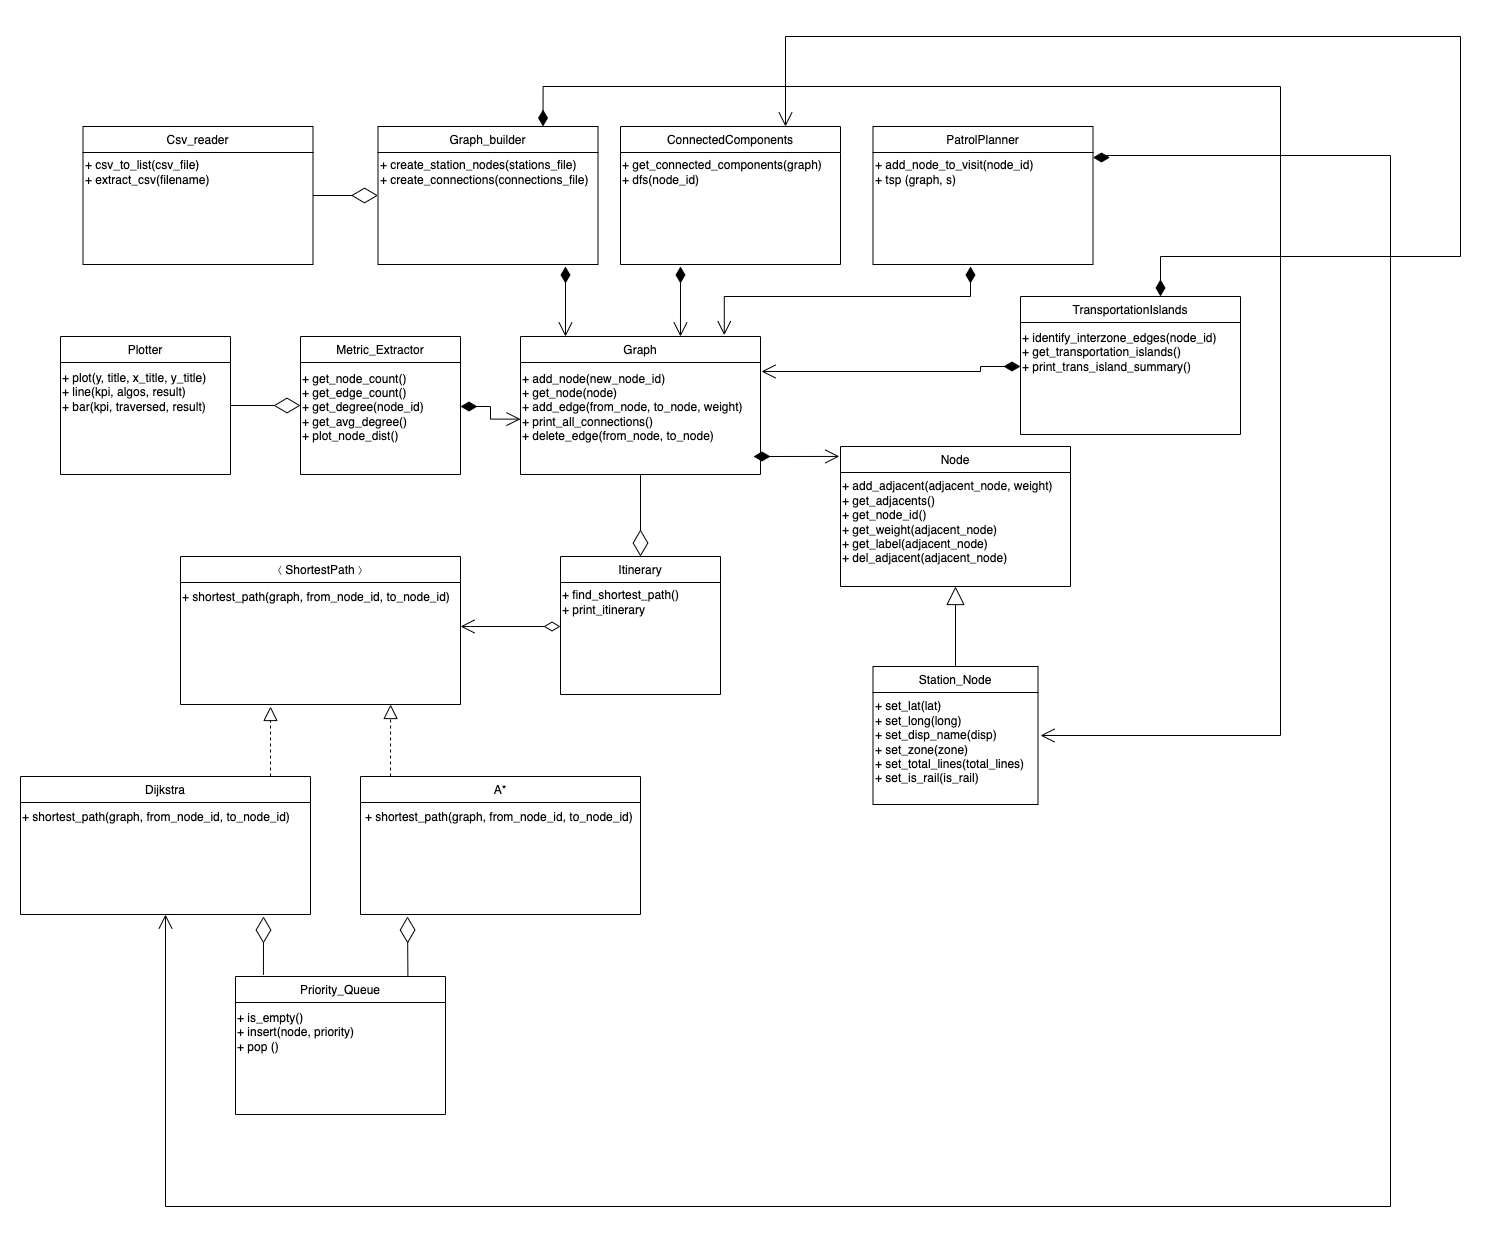 Csv_reader
+ csv_to_list(csv_file)
+ extract_csv(filename)
Graph_builder
+ create_station_nodes(stations_file)
+ create_connections(connections_file)
ConnectedComponents
+ get_connected_components(graph)
+ dfs(node_id)
PatrolPlanner
+ add_node_to_visit(node_id)
+ tsp (graph, s)
TransportationIslands
+ identify_interzone_edges(node_id)
+ get_transportation_islands()
+ print_trans_island_summary()
Plotter
+ plot(y, title, x_title, y_title)
+ line(kpi, algos, result)
+ bar(kpi, traversed, result)
Metric_Extractor
+ get_node_count()
+ get_edge_count()
+ get_degree(node_id)
+ get_avg_degree()
+ plot_node_dist()
Graph
+ add_node(new_node_id)
+ get_node(node)
+ add_edge(from_node, to_node, weight)
+ print_all_connections()
+ delete_edge(from_node, to_node)
Node
+ add_adjacent(adjacent_node, weight)
+ get_adjacents()
+ get_node_id()
+ get_weight(adjacent_node)
+ get_label(adjacent_node)
+ del_adjacent(adjacent_node)
〈 ShortestPath 〉
+ shortest_path(graph, from_node_id, to_node_id)
Itinerary
+ find_shortest_path()
+ print_itinerary
Station_Node
+ set_lat(lat)
+ set_long(long)
+ set_disp_name(disp)
+ set_zone(zone)
+ set_total_lines(total_lines)
+ set_is_rail(is_rail)
Dijkstra
+ shortest_path(graph, from_node_id, to_node_id)
A*
+ shortest_path(graph, from_node_id, to_node_id)
Priority_Queue
+ is_empty()
+ insert(node, priority)
+ pop ()